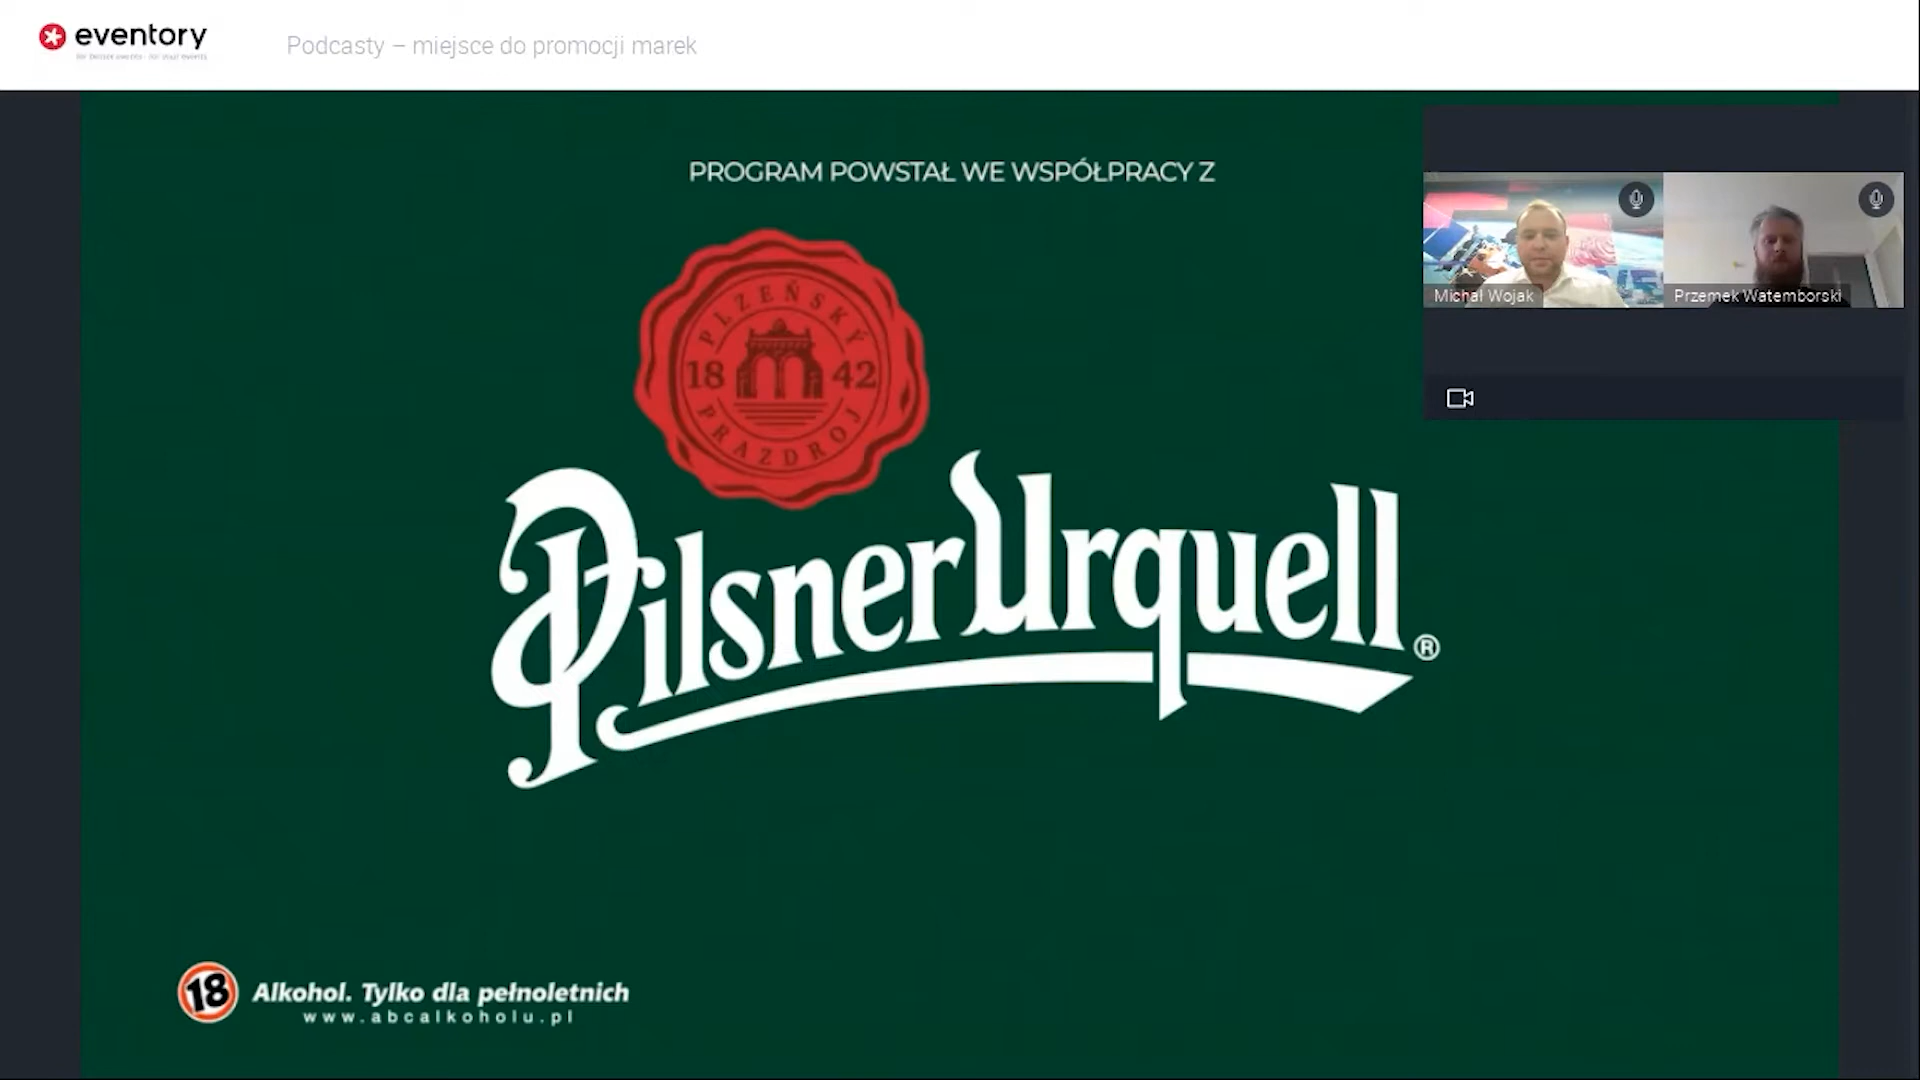 eventory
Podcasty – miejsce do promocji marek
PROGRAM POWSTAŁ WE WSPÓŁPRACY Z
PLZEŇSKÝ
18 42
PRAZDROJ
Pilsner Urquell®
Michał Wojak
Przemek Watemborski
18 Alkohol. Tylko dla pełnoletnich
www.abcalkoholu.pl